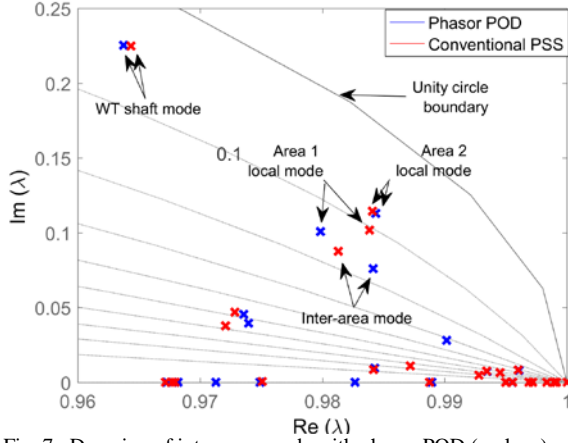 0.25
Phasor POD
Conventional PSS
0.2
WT shaft mode
Unity circle
boundary
0.15
0.1
Area 1
local mode
Area 2
local mode
Im (λ)
0.1
Inter-area mode
0.05
0
0.96
0.97
0.98
0.99
1
Re (λ)